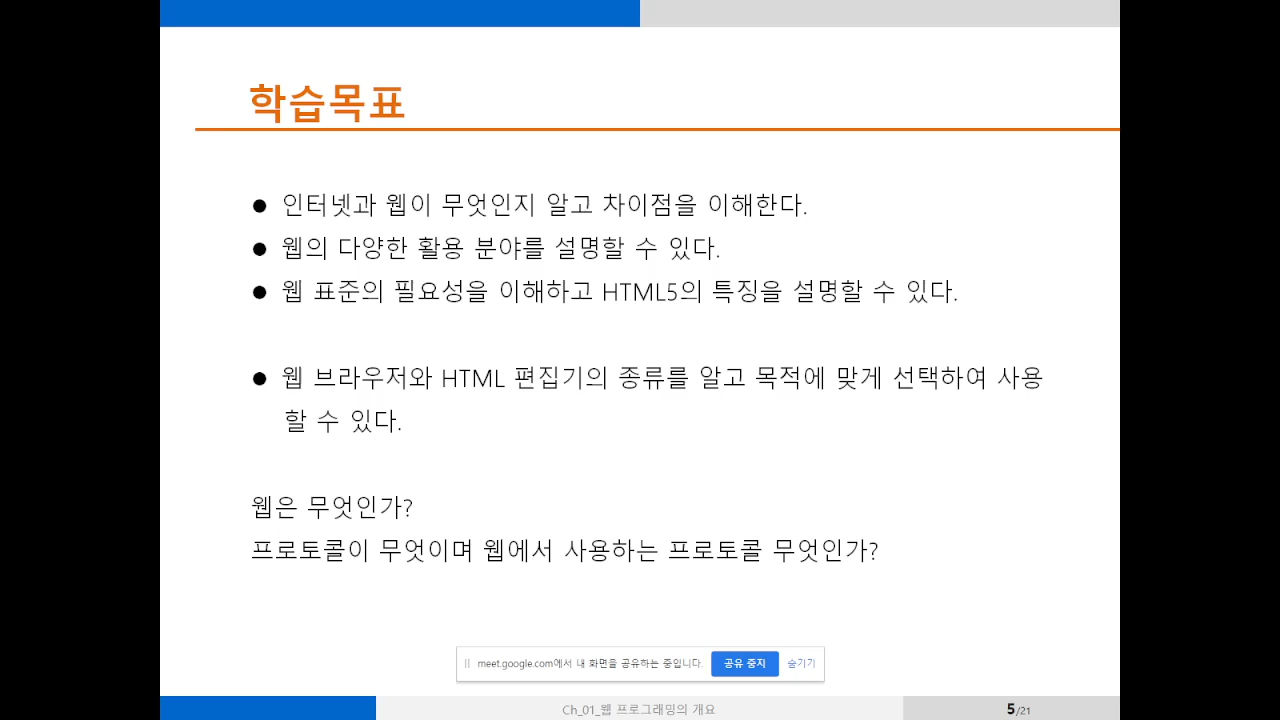 학습목표
● 인터넷과 웹이 무엇인지 알고 차이점을 이해한다.
● 웹의 다양한 활용 분야를 설명할 수 있다.
● 웹 표준의 필요성을 이해하고 HTML5의 특징을 설명할 수 있다.
● 웹 브라우저와 HTML 편집기의 종류를 알고 목적에 맞게 선택하여 사용
할 수 있다.
웹은 무엇인가?
프로토콜이 무엇이며 웹에서 사용하는 프로토콜 무엇인가?
meet.google.com에서 내 화면을 공유하는 중입니다. 공유 중지 숨기기
Ch_01_웹 프로그래밍의 개요 5/21